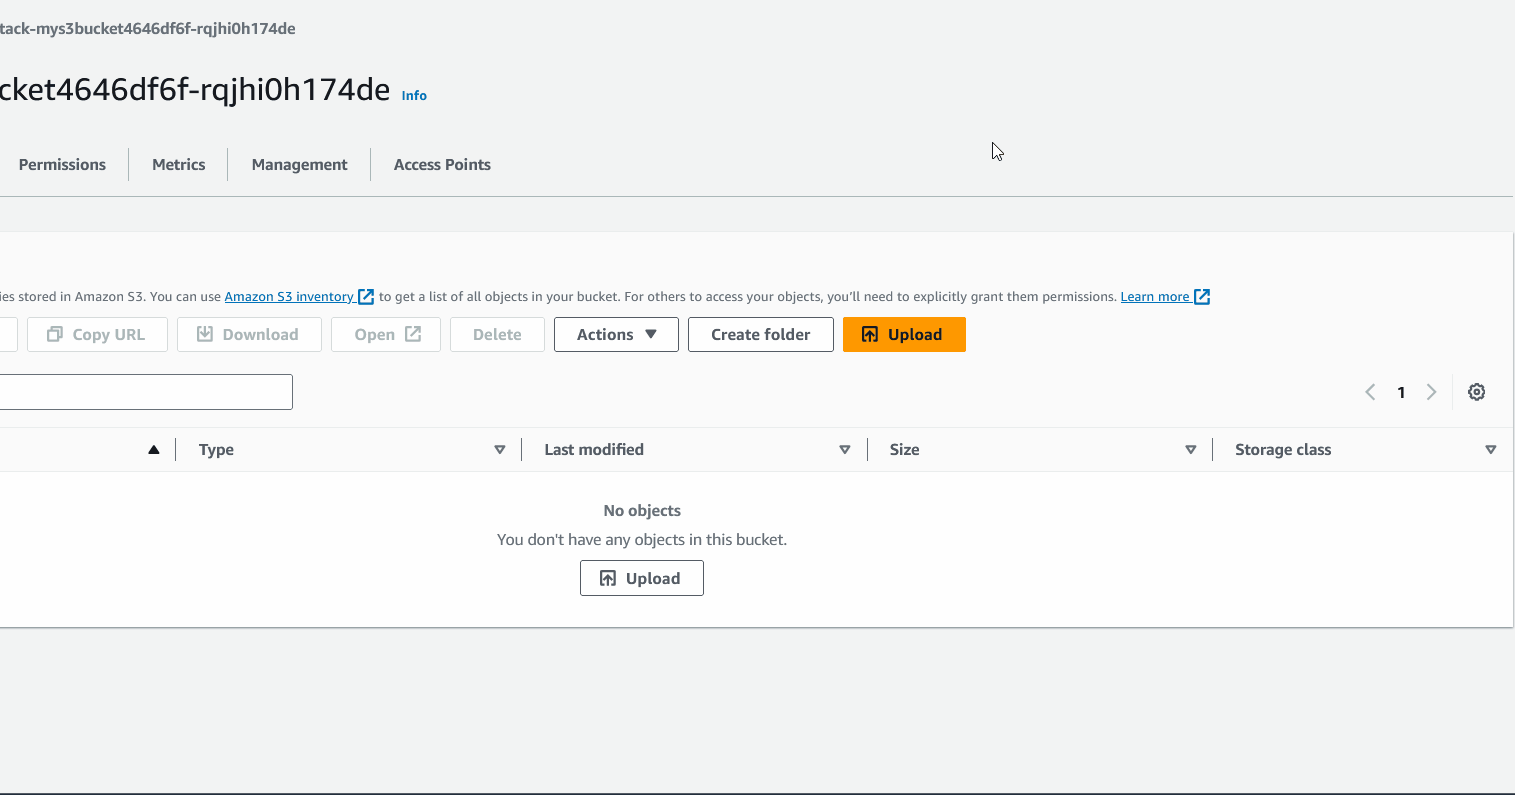 tack-mys3bucket4646df6f-rqjhi0h174de
cket4646df6f-rqjhi0h174de Info
Permissions Metrics Management Access Points
ies stored in Amazon S3. You can use Amazon S3 inventory to get a list of all objects in your bucket. For others to access your objects, you’ll need to explicitly grant them permissions. Learn more
Copy URL Download Open Delete Actions Create folder Upload
1
Type Last modified Size Storage class
No objects
You don't have any objects in this bucket.
Upload